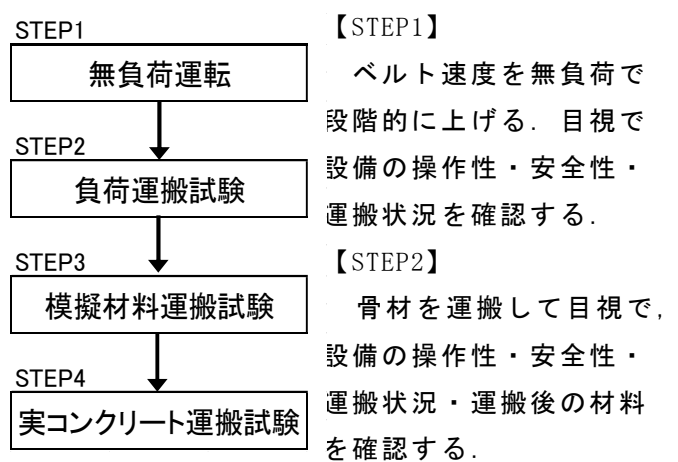 STEP1
無負荷運転
STEP2
負荷運搬試験
STEP3
模擬材料運搬試験
STEP4
実コンクリート運搬試験
【STEP1】
ベルト速度を無負荷で
段階的に上げる. 目視で
設備の操作性・安全性・
運搬状況を確認する.
【STEP2】
骨材を運搬して目視で,
設備の操作性・安全性・
運搬状況・運搬後の材料
を確認する.